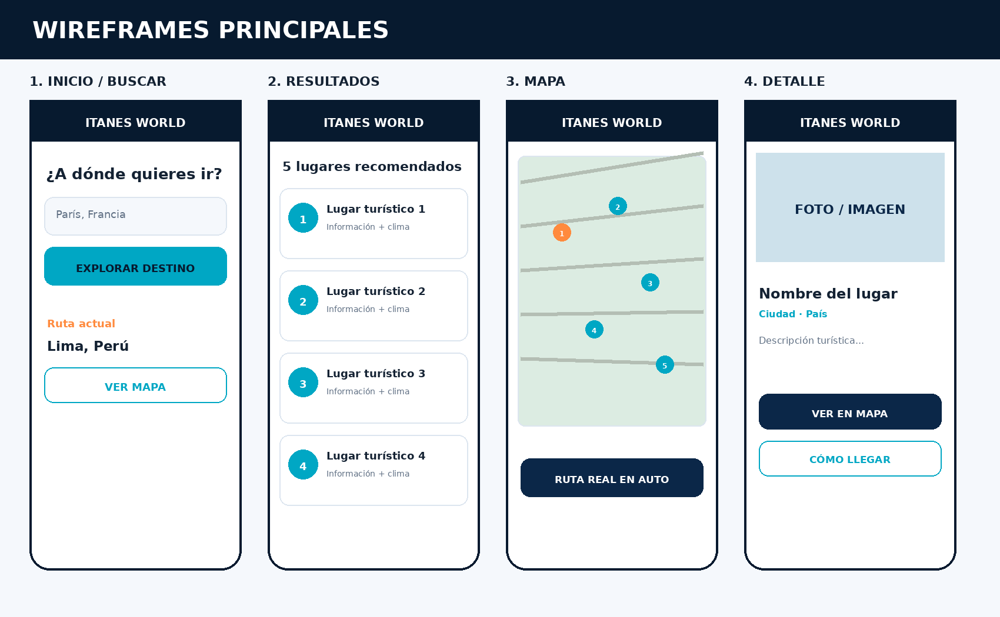 WIREFRAMES PRINCIPALES
1. INICIO / BUSCAR
ITANES WORLD
¿A dónde quieres ir?
París, Francia
EXPLORAR DESTINO
Ruta actual
Lima, Perú
VER MAPA
2. RESULTADOS
ITANES WORLD
5 lugares recomendados
1
Lugar turístico 1
Información + clima
2
Lugar turístico 2
Información + clima
3
Lugar turístico 3
Información + clima
4
Lugar turístico 4
Información + clima
3. MAPA
ITANES WORLD
2
1
3
4
5
RUTA REAL EN AUTO
4. DETALLE
ITANES WORLD
FOTO / IMAGEN
Nombre del lugar
Ciudad · País
Descripción turística...
VER EN MAPA
CÓMO LLEGAR